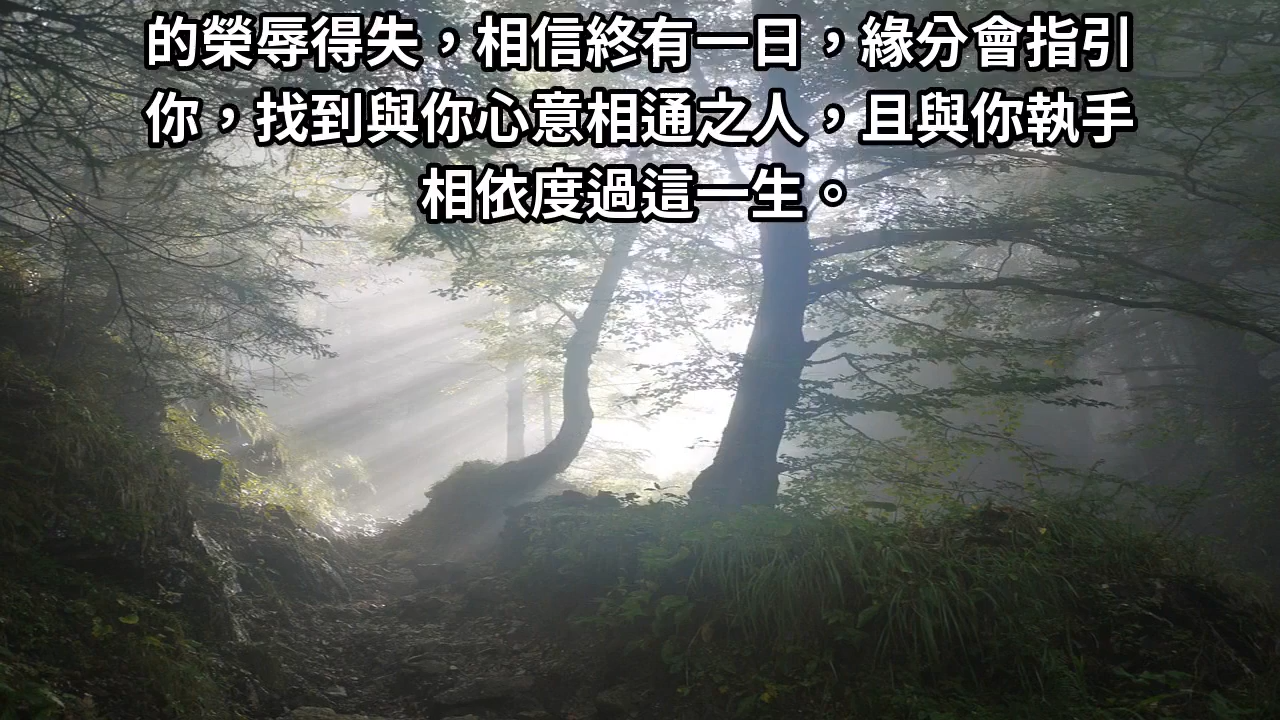 的榮辱得失，相信終有一日，緣分會指引
你，找到與你心意相通之人，且與你執手
相依度過這一生。